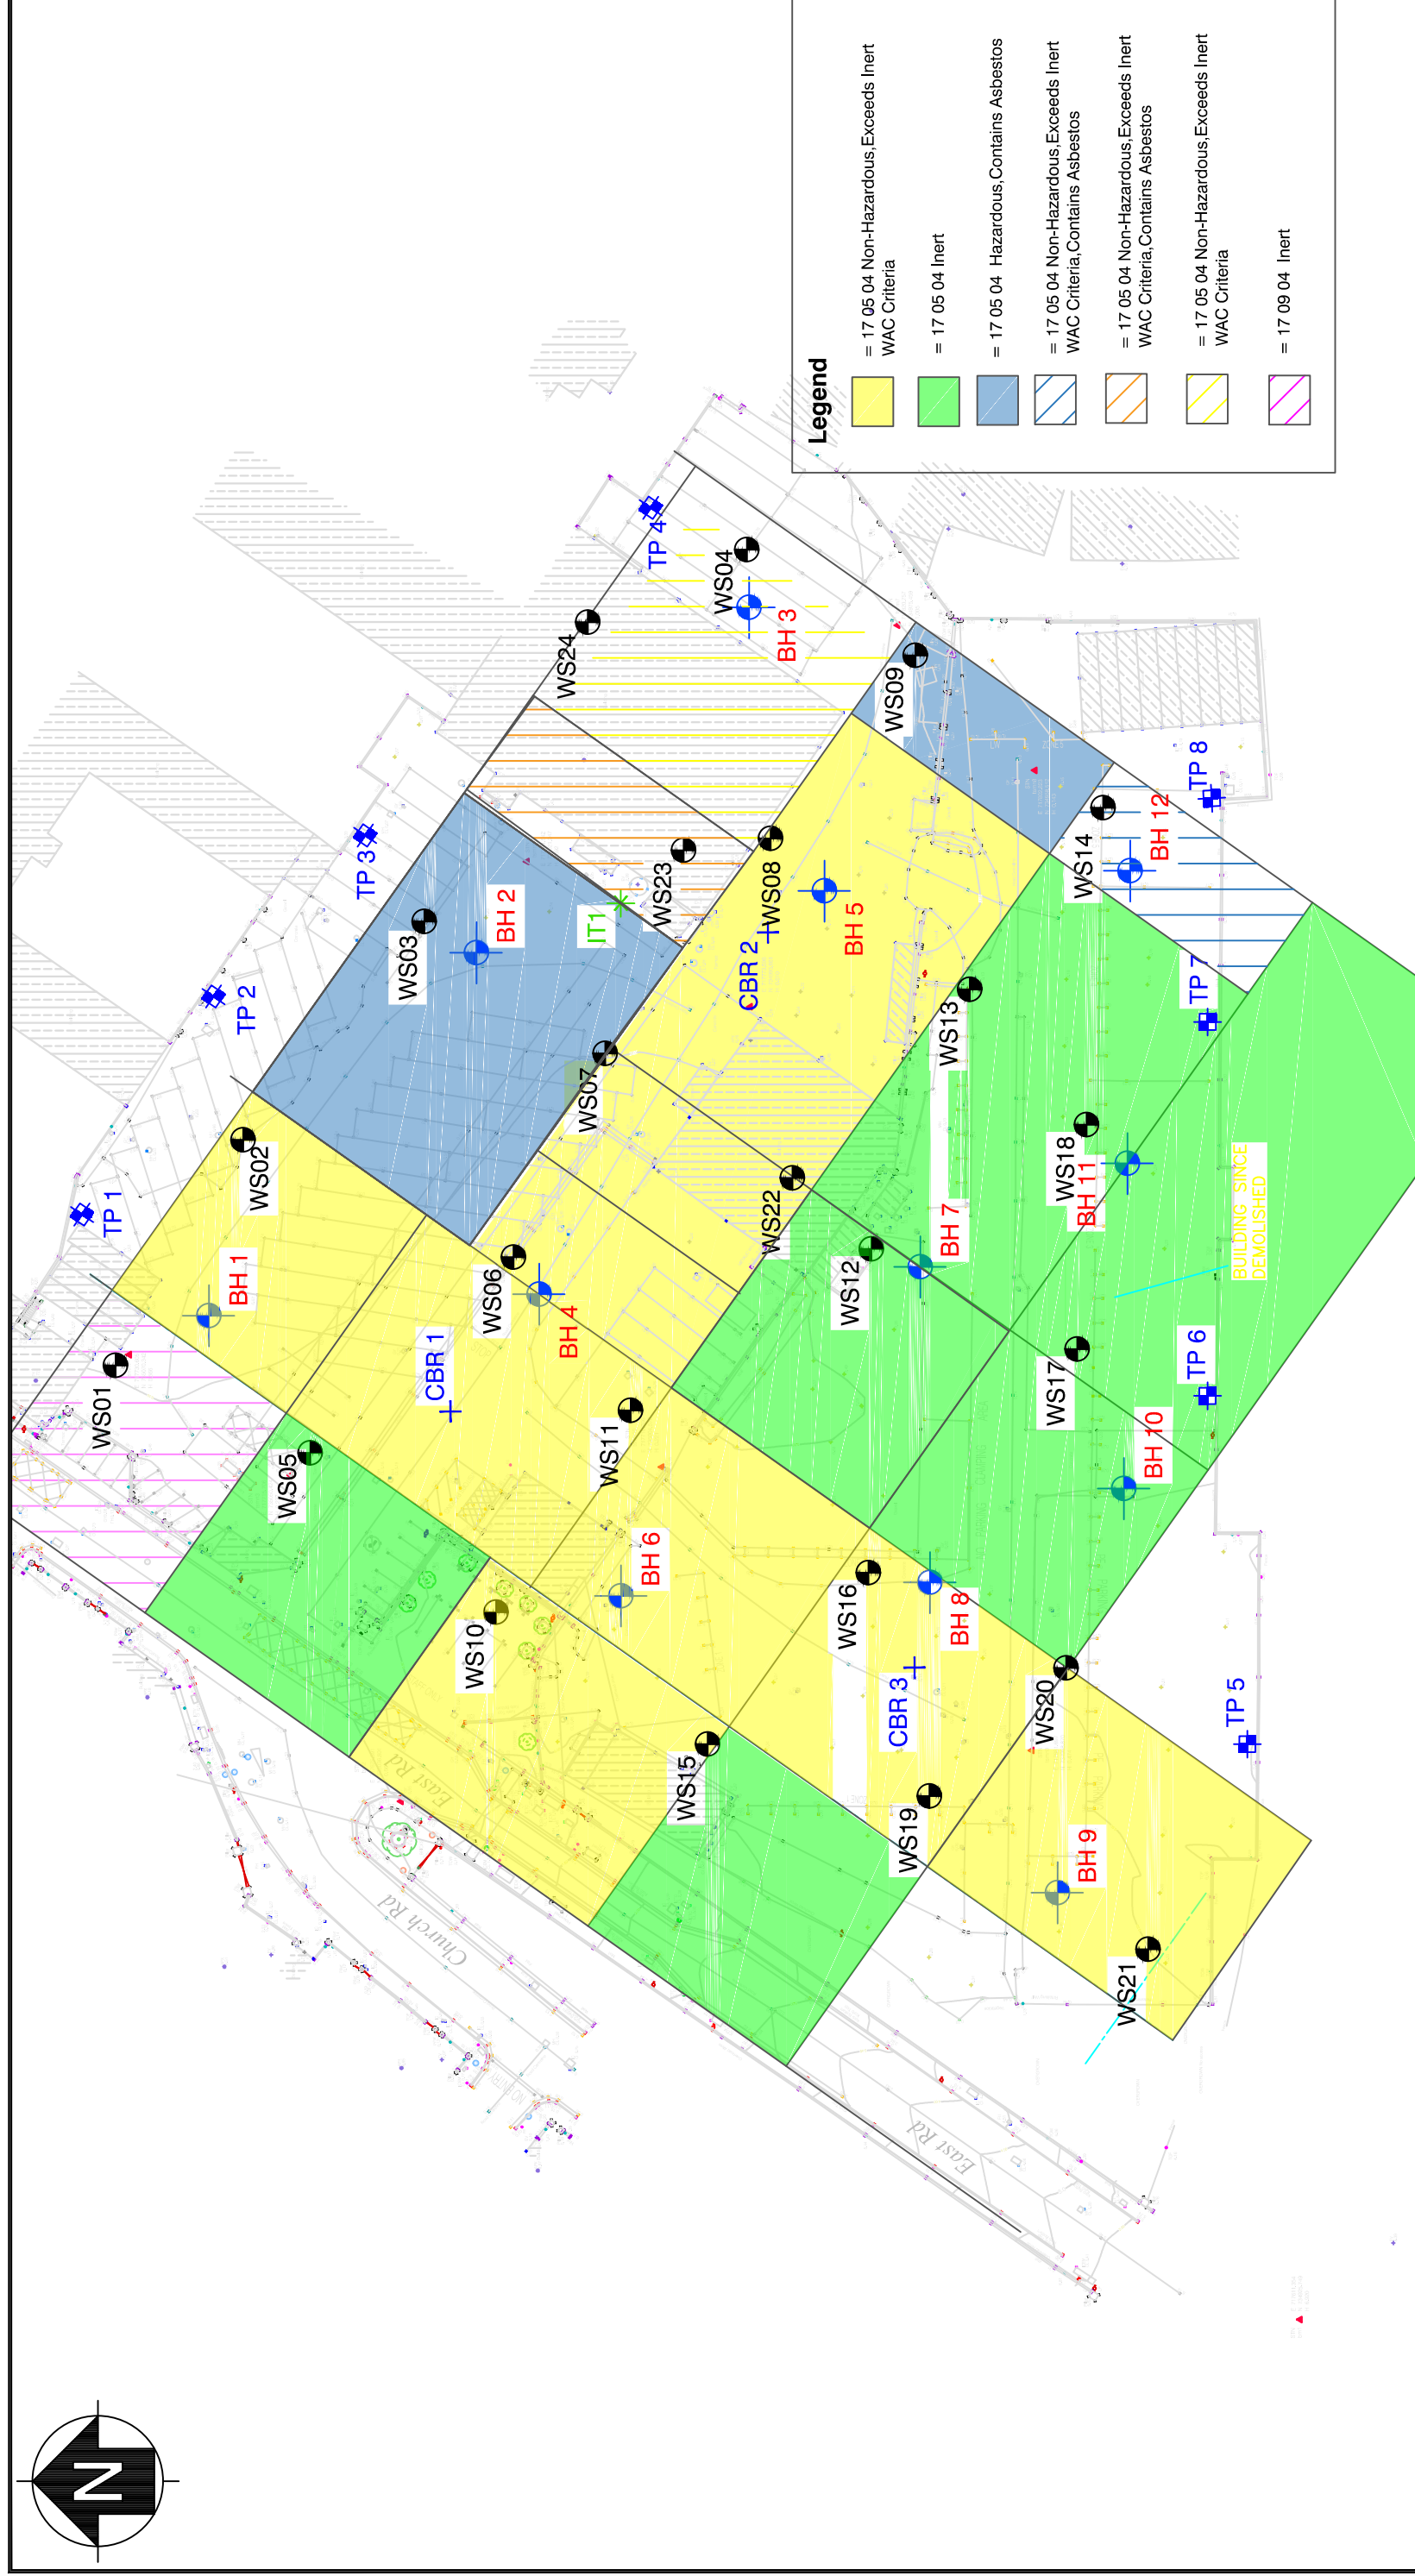 N
Church Rd
East Rd
East Rd
WS01
TP 1
TP 2
TP 3
TP 4
BH 1
WS02
WS03
BH 2
WS24
WS04
BH 3
WS05
CBR 1
WS06
BH 4
WS07
IT1
WS23
WS08
CBR 2
BH 5
WS09
WS10
WS11
BH 6
WS22
WS12
BH 7
WS13
WS14
BH 12
TP 8
TP 7
WS15
WS16
BH 8
CBR 3
WS17
WS18
BH 11
BH 10
TP 6
BUILDING SINCE
DEMOLISHED
WS19
WS20
BH 9
WS21
TP 5
Legend
= 17 05 04 Non-Hazardous,Exceeds Inert
WAC Criteria
= 17 05 04 Inert
= 17 05 04 Hazardous,Contains Asbestos
= 17 05 04 Non-Hazardous,Exceeds Inert
WAC Criteria,Contains Asbestos
= 17 05 04 Non-Hazardous,Exceeds Inert
WAC Criteria,Contains Asbestos
= 17 05 04 Non-Hazardous,Exceeds Inert
WAC Criteria
= 17 09 04 Inert